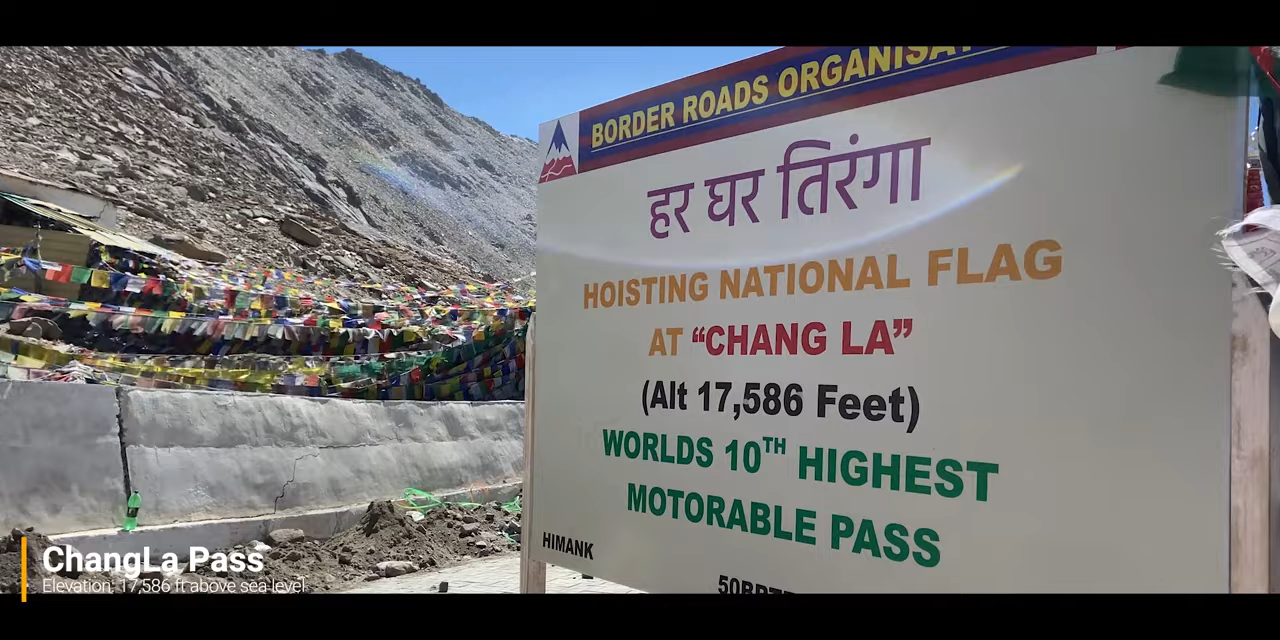 BORDER ROADS
हर घर तिरंगा
HOISTING NATIONAL FLAG
AT “CHANG LA”
(Alt 17,586 Feet)
WORLDS 10TH HIGHEST
MOTORABLE PASS
HIMANK
ChangLa Pass
Elevation: 17,586 ft above sea level